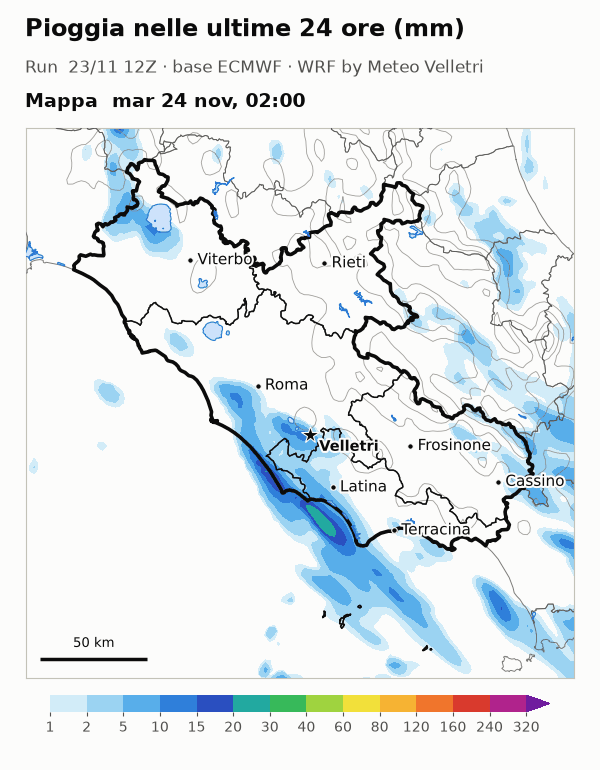 Pioggia nelle ultime 24 ore (mm)
Run 23/11 12Z · base ECMWF · WRF by Meteo Velletri
Mappa mar 24 nov, 02:00
Viterbo
Rieti
Roma
Velletri
Frosinone
Latina
Cassino
Terracina
50 km
1 2 5 10 15 20 30 40 60 80 120 160 240 320